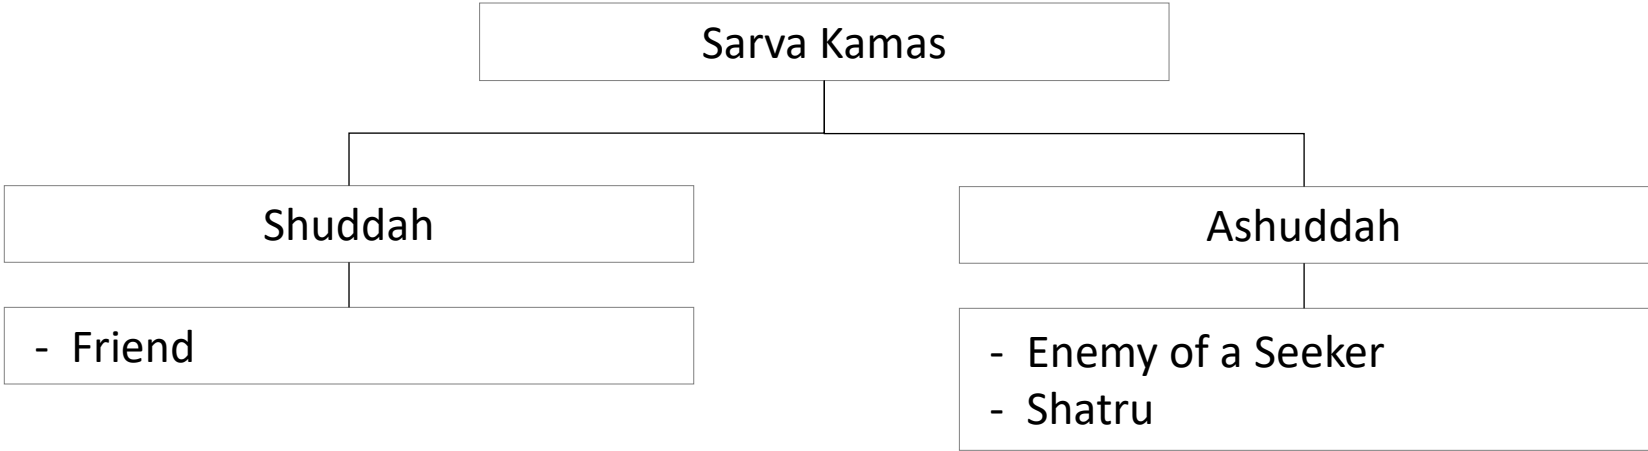 Sarva Kamas
Shuddah
Ashuddah
- Friend
- Enemy of a Seeker
- Shatru